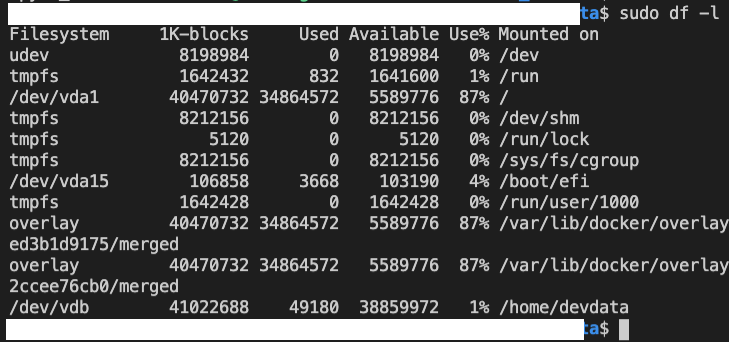 ta$ sudo df -l
Filesystem 1K-blocks Used Available Use% Mounted on
udev 8198984 0 8198984 0% /dev
tmpfs 1642432 832 1641600 1% /run
/dev/vda1 40470732 34864572 5589776 87% /
tmpfs 8212156 0 8212156 0% /dev/shm
tmpfs 5120 0 5120 0% /run/lock
tmpfs 8212156 0 8212156 0% /sys/fs/cgroup
/dev/vda15 106858 3668 103190 4% /boot/efi
tmpfs 1642428 0 1642428 0% /run/user/1000
overlay 40470732 34864572 5589776 87% /var/lib/docker/overlay
ed3b1d9175/merged
overlay 40470732 34864572 5589776 87% /var/lib/docker/overlay
2ccee76cb0/merged
/dev/vdb 41022688 49180 38859972 1% /home/devdata
ta$